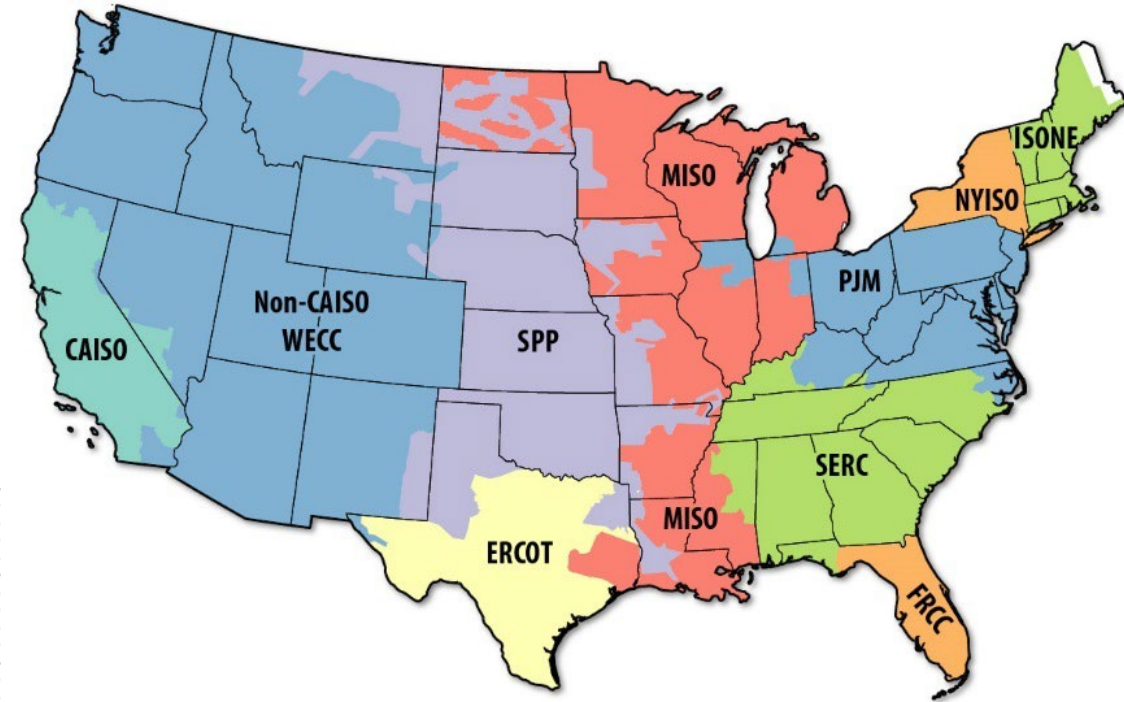 ISONE
MISO
NYISO
PJM
Non-CAISO
WECC
CAISO
SPP
SERC
MISO
ERCOT
FRCC